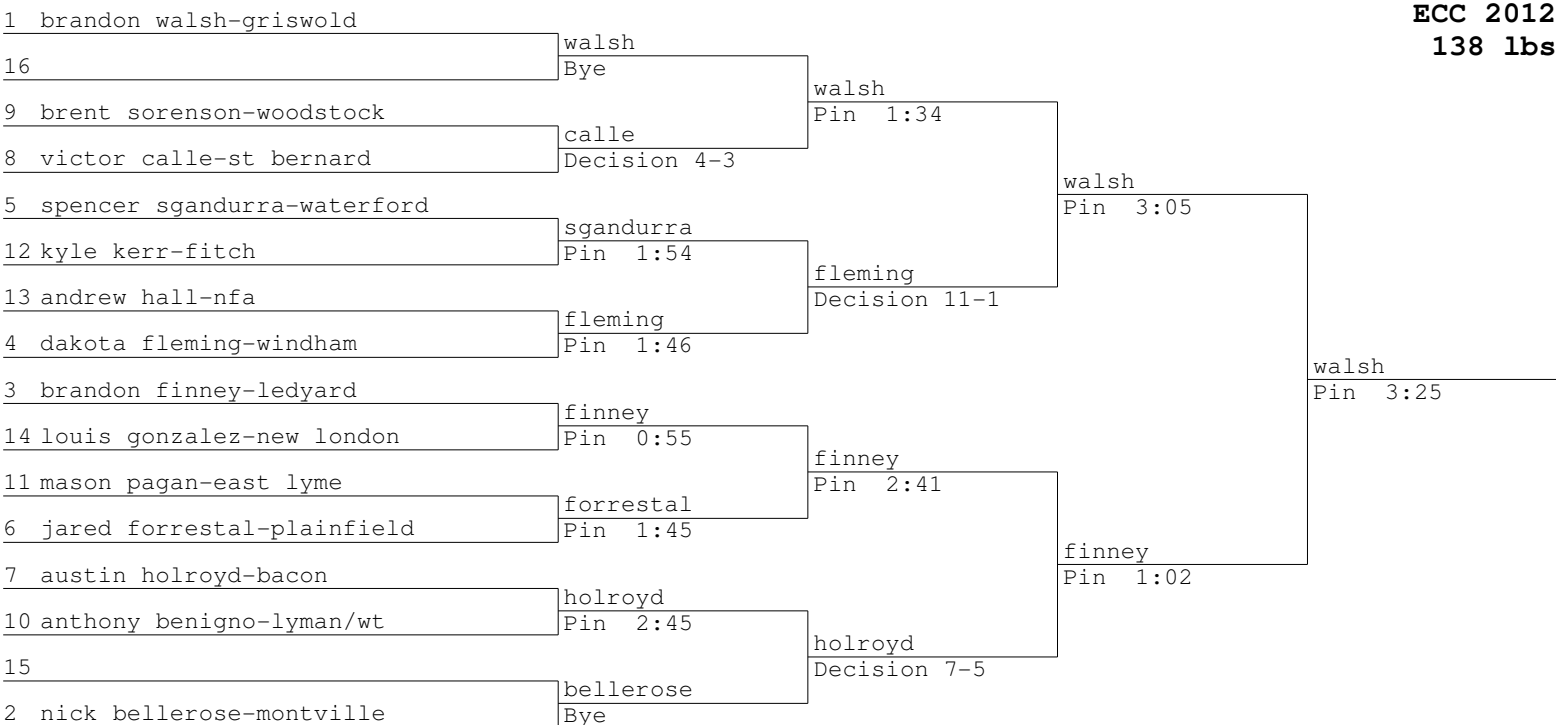 ECC 2012
138 lbs
1 brandon walsh-griswold
16
9 brent sorenson-woodstock
8 victor calle-st bernard
5 spencer sgandurra-waterford
12 kyle kerr-fitch
13 andrew hall-nfa
4 dakota fleming-windham
3 brandon finney-ledyard
14 louis gonzalez-new london
11 mason pagan-east lyme
6 jared forrestal-plainfield
7 austin holroyd-bacon
10 anthony benigno-lyman/wt
15
2 nick bellerose-montville
walsh
Bye
calle
Decision 4-3
sgandurra
Pin 1:54
fleming
Pin 1:46
finney
Pin 0:55
forrestal
Pin 1:45
holroyd
Pin 2:45
bellerose
Bye
walsh
Pin 1:34
fleming
Decision 11-1
finney
Pin 2:41
holroyd
Decision 7-5
walsh
Pin 3:05
finney
Pin 1:02
walsh
Pin 3:25